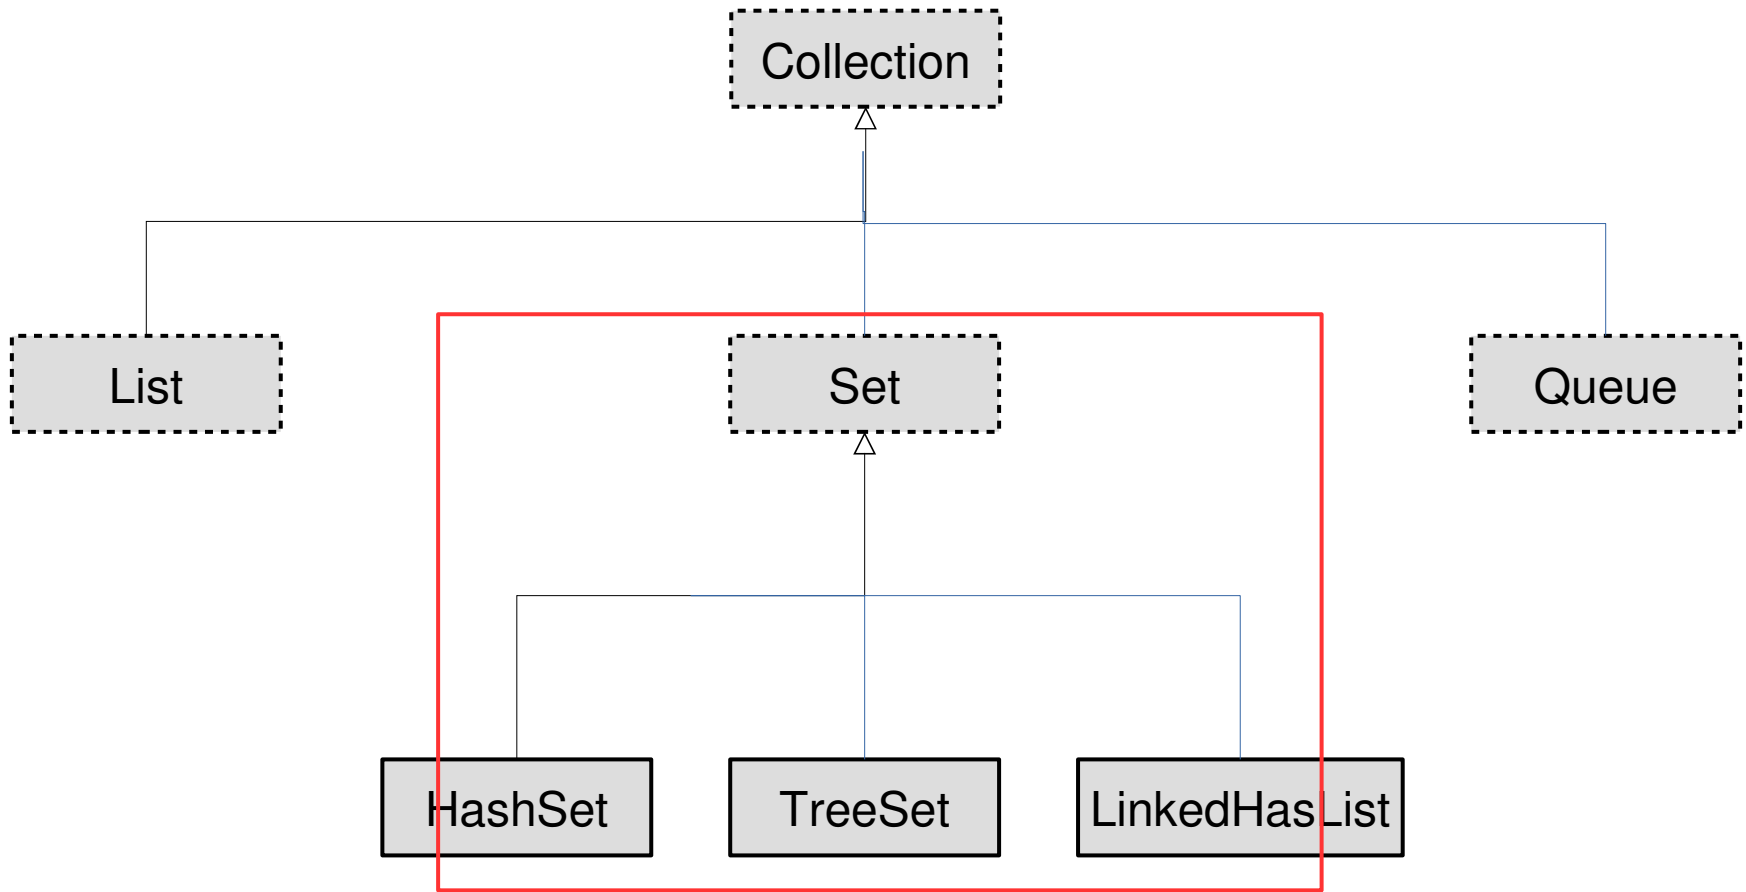 Collection
List
Set
Queue
HashSet
TreeSet
LinkedHasList